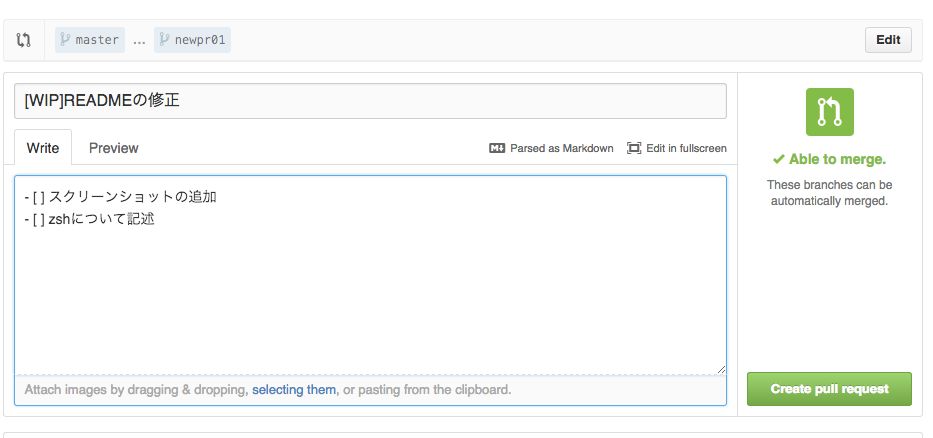 master ... newpr01 Edit
[WIP]READMEの修正
Write Preview M↓ Parsed as Markdown Edit in fullscreen
- [ ] スクリーンショットの追加
- [ ] zshについて記述
Attach images by dragging & dropping, selecting them, or pasting from the clipboard.
✓ Able to merge.
These branches can be
automatically merged.
Create pull request